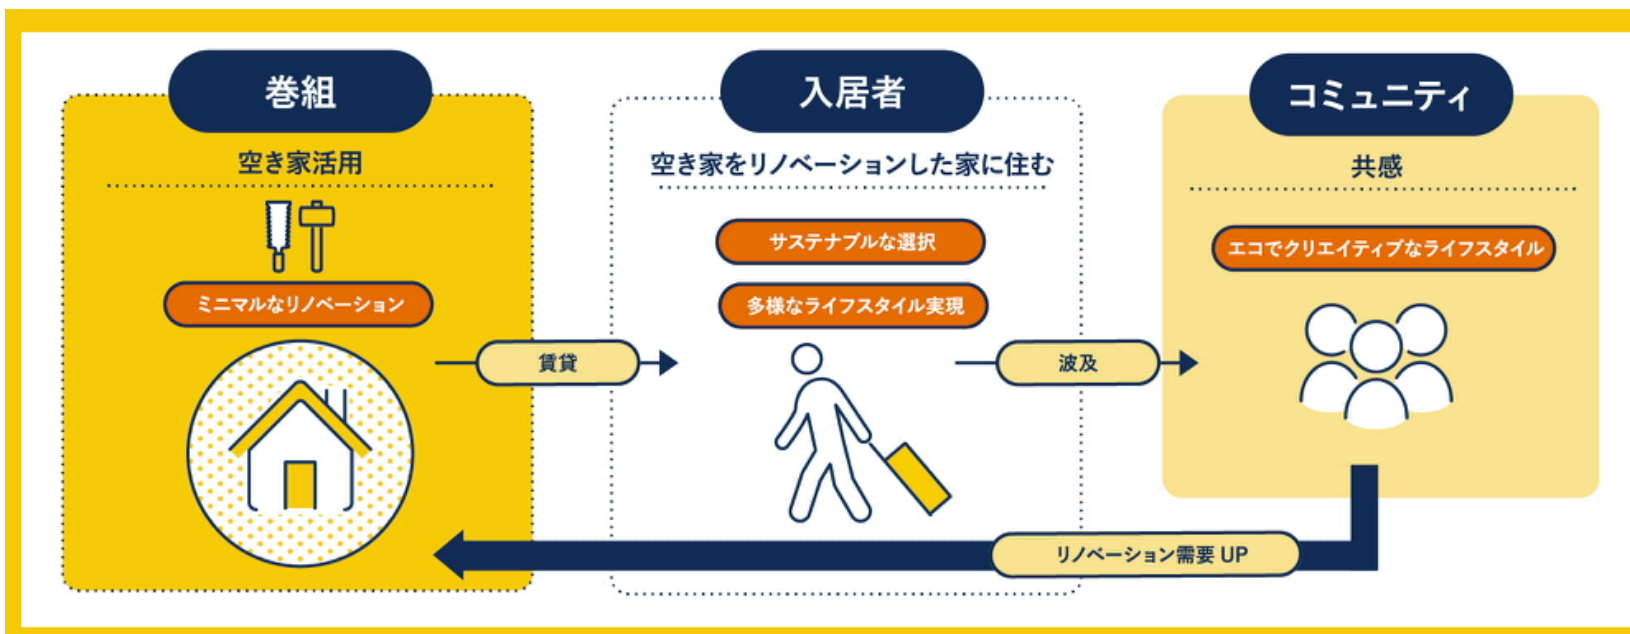 巻組
空き家活用
ミニマルなリノベーション
賃貸
入居者
空き家をリノベーションした家に住む
サステナブルな選択
多様なライフスタイル実現
波及
コミュニティ
共感
エコでクリエイティブなライフスタイル
リノベーション需要 UP